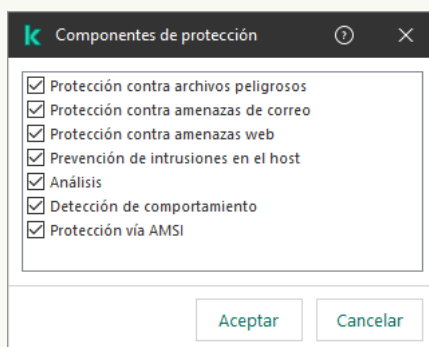 Componentes de protección
Protección contra archivos peligrosos
Protección contra amenazas de correo
Protección contra amenazas web
Prevención de intrusiones en el host
Análisis
Detección de comportamiento
Protección vía AMSI
Aceptar
Cancelar